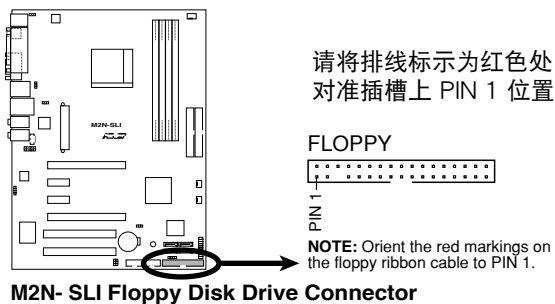 请将排线标示为红色处
对准插槽上 PIN 1 位置
M2N-SLI
FLOPPY
PIN 1
NOTE: Orient the red markings on
the floppy ribbon cable to PIN 1.
M2N- SLI Floppy Disk Drive Connector